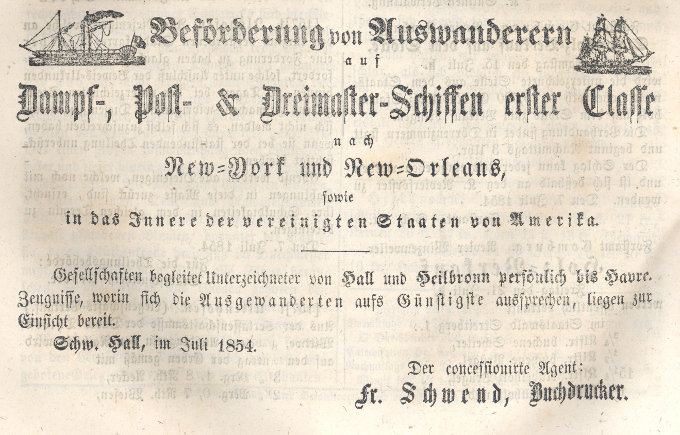 Beförderung von Auswanderern
auf
Dampf-, Post- & Dreimaster-Schiffen erster Classe
nach
New-York und New-Orleans,
sowie
in das Innere der vereinigten Staaten von Amerika.
Gesellschaften begleitet Unterzeichneter von Hall und Heilbronn persönlich bis Havre.
Zeugnisse, worin sich die Ausgewanderten aufs Günstigste aussprechen, liegen zur
Einsicht bereit.
Schw. Hall, im Juli 1854.
Der concessionirte Agent:
Fr. Schwend, Buchdrucker.